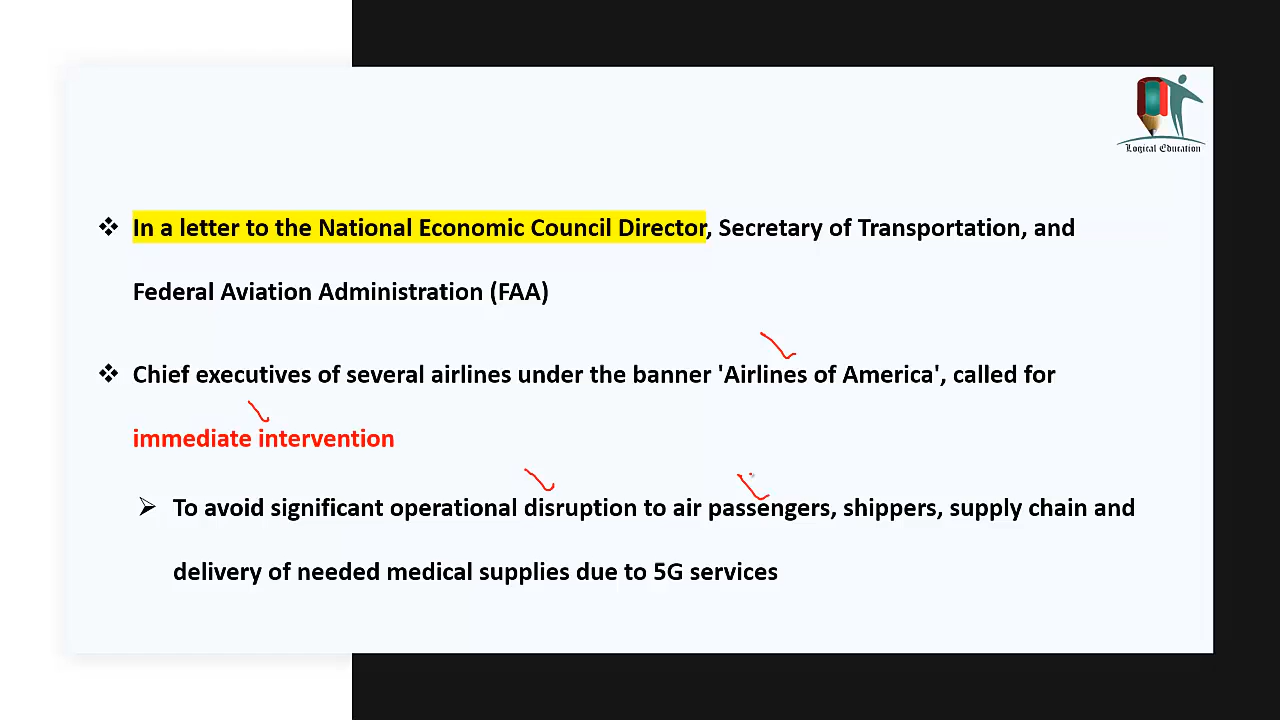 Logical Education
❖ In a letter to the National Economic Council Director, Secretary of Transportation, and
Federal Aviation Administration (FAA)
❖ Chief executives of several airlines under the banner 'Airlines of America', called for
immediate intervention
➢ To avoid significant operational disruption to air passengers, shippers, supply chain and
delivery of needed medical supplies due to 5G services